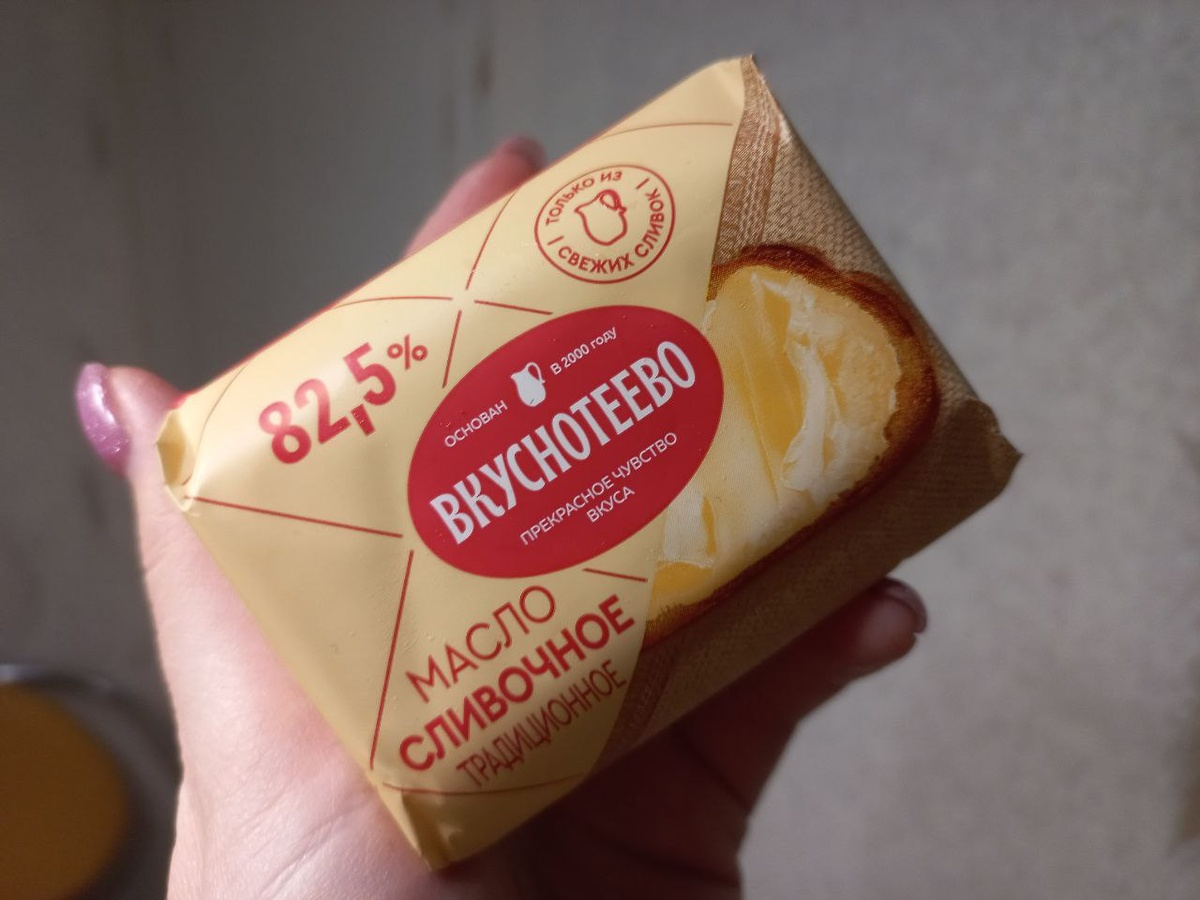 ТОЛЬКО ИЗ
СВЕЖИХ СЛИВОК
82,5%
ОСНОВАН В 2000 ГОДУ
ВКУСНОТЕЕВО
ПРЕКРАСНОЕ ЧУВСТВО
ВКУСА
МАСЛО
СЛИВОЧНОЕ
ТРАДИЦИОННОЕ